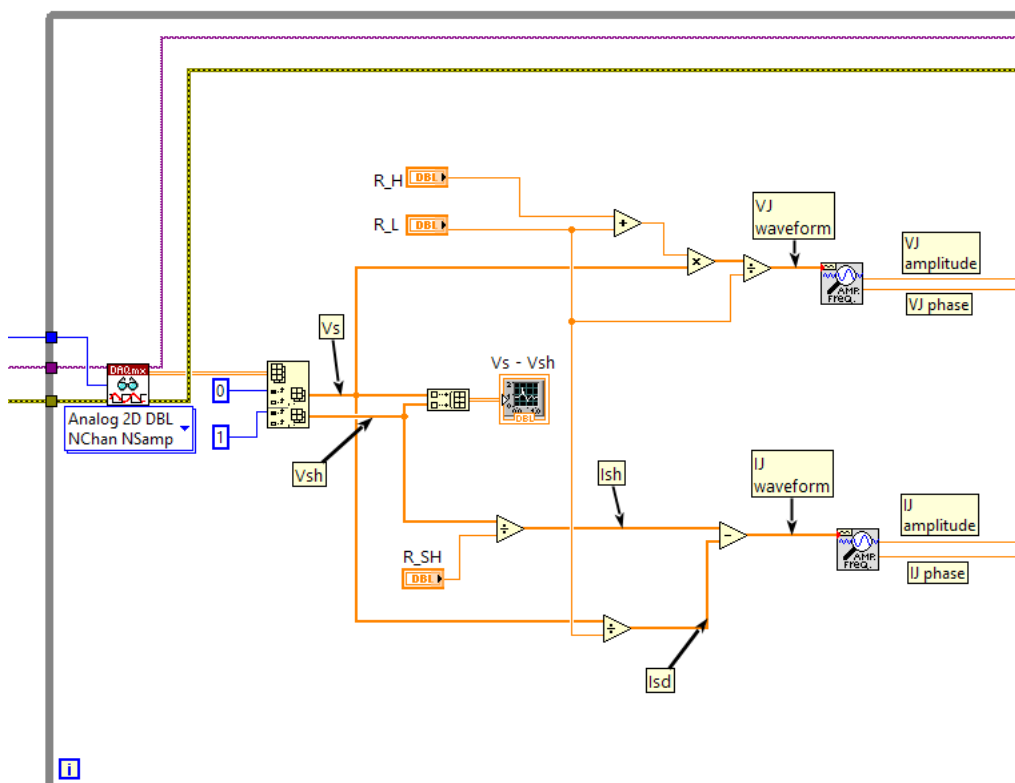 R_H
DBL
R_L
DBL
+
×
÷
VJ
waveform
VJ
amplitude
AMP.
Freq.
VJ phase
Vs
Vs - Vsh
DAQmx
0
1
DBL
Analog 2D DBL
NChan NSamp
Vsh
Ish
IJ
waveform
IJ
amplitude
÷
−
AMP.
Freq.
IJ phase
R_SH
DBL
÷
Isd
i